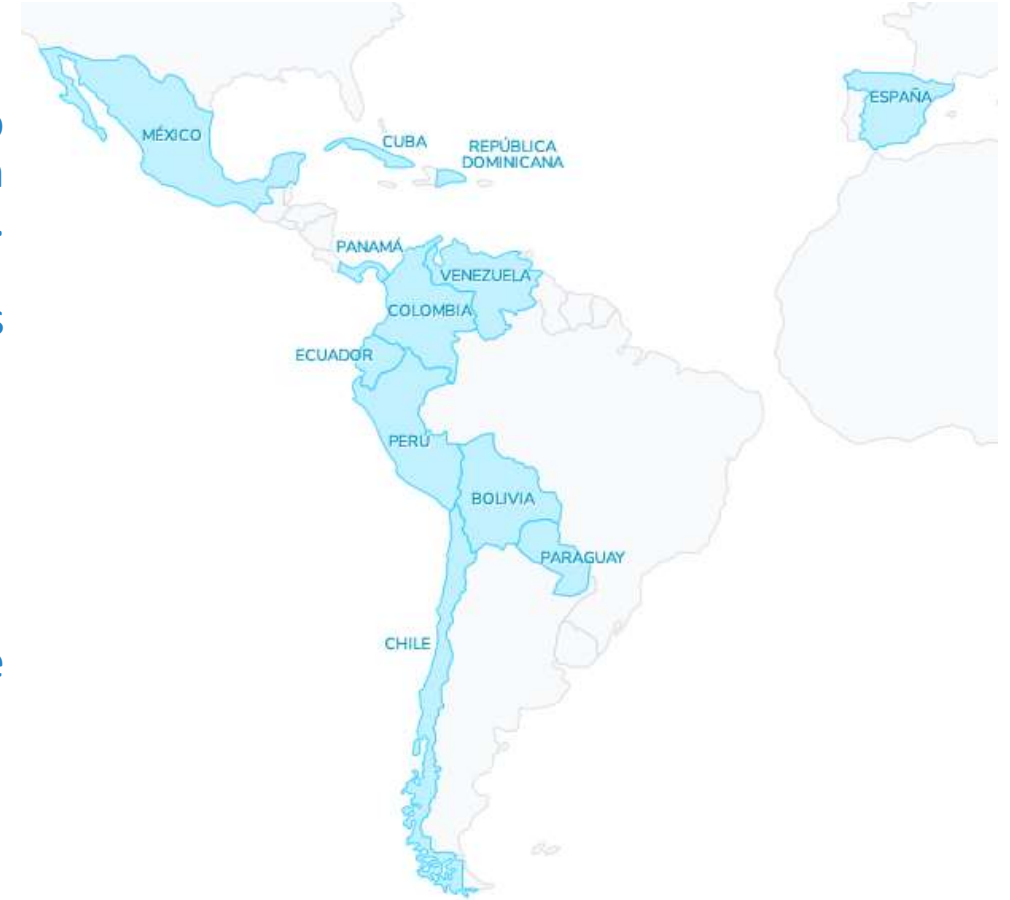 MÉXICO
CUBA
REPÚBLICA
DOMINICANA
ESPAÑA
PANAMÁ
VENEZUELA
COLOMBIA
ECUADOR
PERÚ
BOLIVIA
PARAGUAY
CHILE